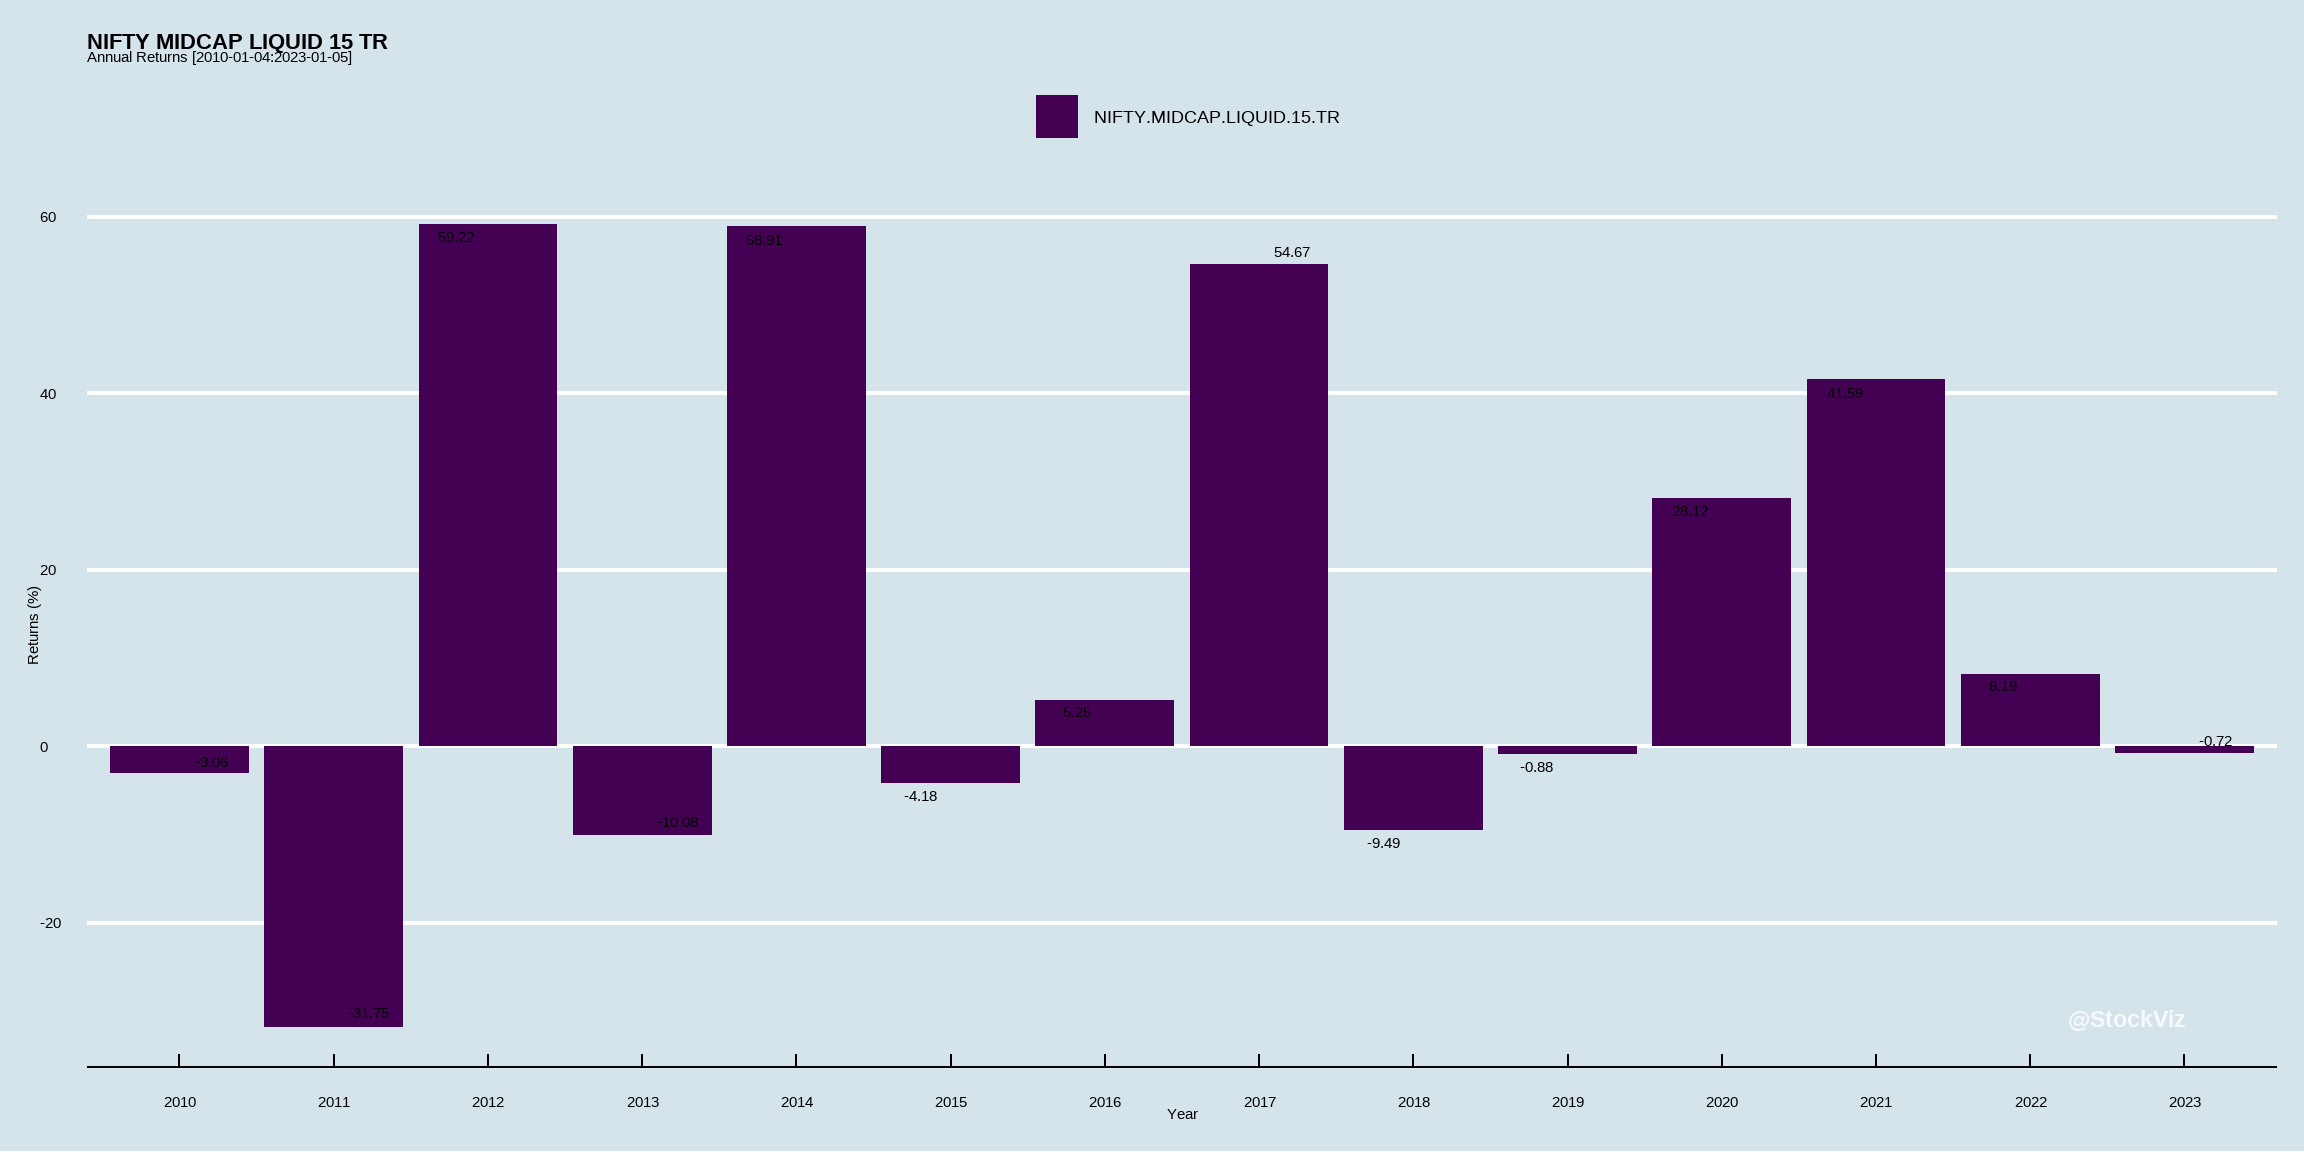 NIFTY MIDCAP LIQUID 15 TR
Annual Returns [2010-01-04:2023-01-05]
NIFTY.MIDCAP.LIQUID.15.TR
60
59.22
58.91
54.67
40
41.59
28.12
20
Returns (%)
5.25
8.19
0
-0.72
-3.06
-0.88
-4.18
-10.08
-9.49
-20
-31.75
@StockViz
2010 2011 2012 2013 2014 2015 2016 2017 2018 2019 2020 2021 2022 2023
Year